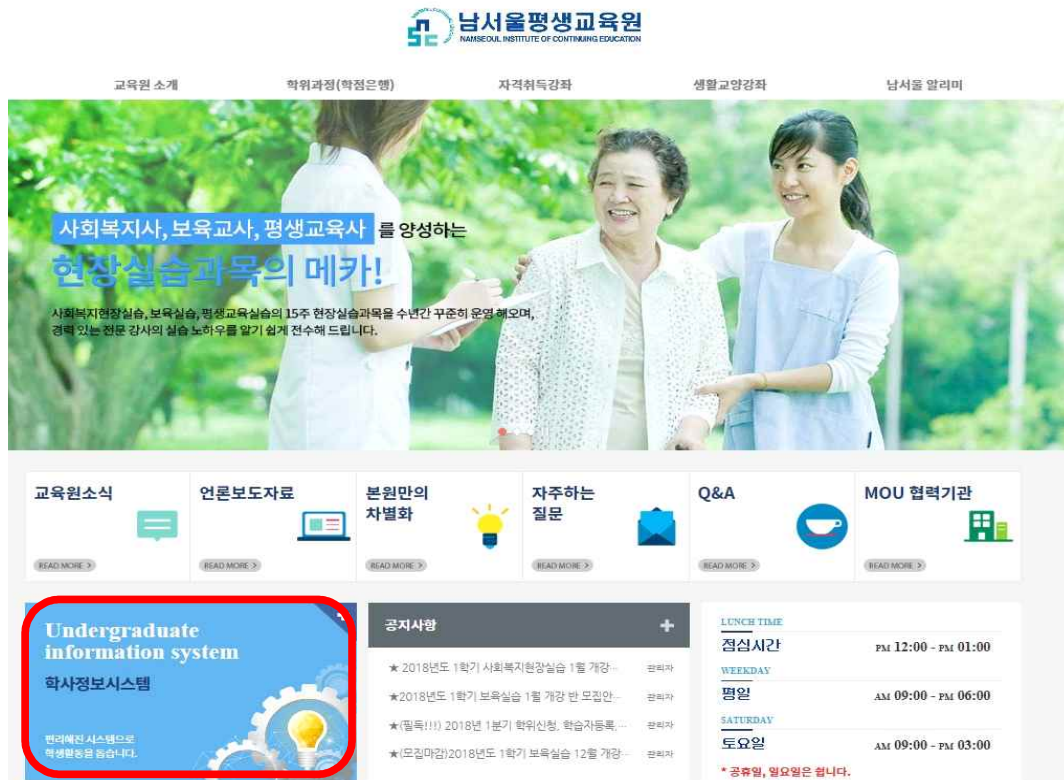 남서울평생교육원
NAMSEOUL INSTITUTE OF CONTINUING EDUCATION
교육원 소개
학위과정(학점은행)
자격취득강좌
생활교양강좌
남서울 알리미
사회복지사, 보육교사, 평생교육사 를 양성하는
현장실습과목의 메카!
사회복지현장실습, 보육실습, 평생교육실습의 15주 현장실습과목을 수년간 꾸준히 운영 해오며,
경력 있는 전문 강사의 실습 노하우를 알기 쉽게 전수해 드립니다.
교육원소식
READ MORE >
언론보도자료
READ MORE >
본원만의
차별화
READ MORE >
자주하는
질문
READ MORE >
Q&A
READ MORE >
MOU 협력기관
READ MORE >
Undergraduate
information system
학사정보시스템
편리해진 시스템으로
학생활동을 돕습니다.
공지사항
★ 2018년도 1학기 사회복지현장실습 1월 개강··· 관리자
★2018년도 1학기 보육실습 1월 개강 반 모집안··· 관리자
★(필독!!!) 2018년 1분기 학위신청, 학습자등록,··· 관리자
★(모집마감)2018년도 1학기 보육실습 12월 개강··· 관리자
LUNCH TIME
점심시간 PM 12:00 - PM 01:00
WEEKDAY
평일 AM 09:00 - PM 06:00
SATURDAY
토요일 AM 09:00 - PM 03:00
* 공휴일, 일요일은 쉽니다.